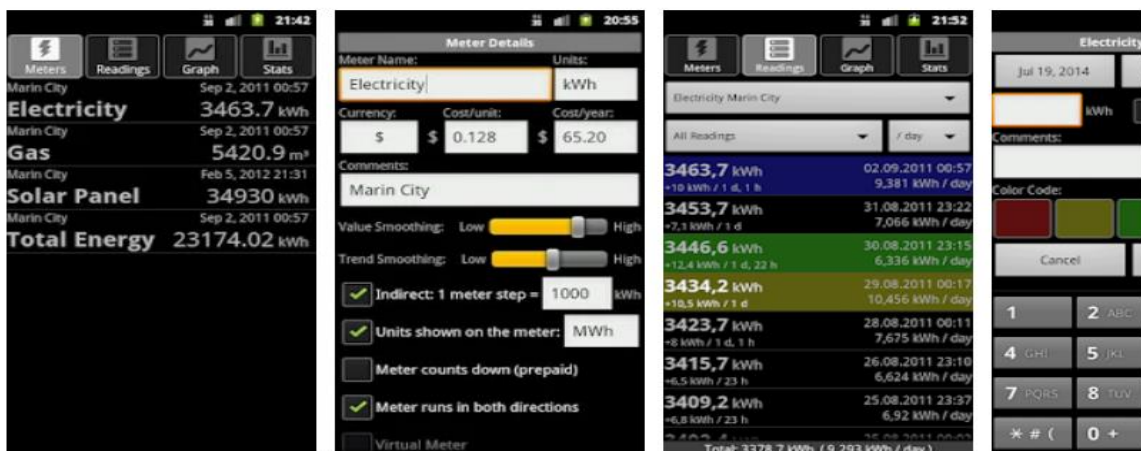 21:42
Meters Readings Graph Stats
Marin City Sep 2, 2011 00:57
Electricity 3463.7 kWh
Marin City Sep 2, 2011 00:57
Gas 5420.9 m³
Marin City Feb 5, 2012 21:31
Solar Panel 34930 kWh
Marin City Sep 2, 2011 00:57
Total Energy 23174.02 kWh
20:55
Meter Details
Meter Name: Units:
Electricity kWh
Currency: Cost/unit: Cost/year:
$ $ 0.128 $ 65.20
Comments:
Marin City
Value Smoothing: Low High
Trend Smoothing: Low High
Indirect: 1 meter step = 1000 kWh
Units shown on the meter: MWh
Meter counts down (prepaid)
Meter runs in both directions
Virtual Meter
21:52
Meters Readings Graph Stats
Electricity Marin City
All Readings / day
3463,7 kWh 02.09.2011 00:57
+10 kWh / 1 d, 1 h 9,381 kWh / day
3453,7 kWh 31.08.2011 23:22
+7,1 kWh / 1 d 7,066 kWh / day
3446,6 kWh 30.08.2011 23:15
+12,4 kWh / 1 d, 22 h 6,336 kWh / day
3434,2 kWh 29.08.2011 00:17
+10,5 kWh / 1 d 10,456 kWh / day
3423,7 kWh 28.08.2011 00:11
+8 kWh / 1 d, 1 h 7,675 kWh / day
3415,7 kWh 26.08.2011 23:10
+6,5 kWh / 23 h 6,624 kWh / day
3409,2 kWh 25.08.2011 23:37
+6,8 kWh / 23 h 6,92 kWh / day
Total: 3378,7 kWh ( 9,293 kWh / day )
Electricity
Jul 19, 2014
kWh
Comments:
Color Code:
Cancel
1 2 ABC
4 GHI 5 JKL
7 PQRS 8 TUV
* # ( 0 +